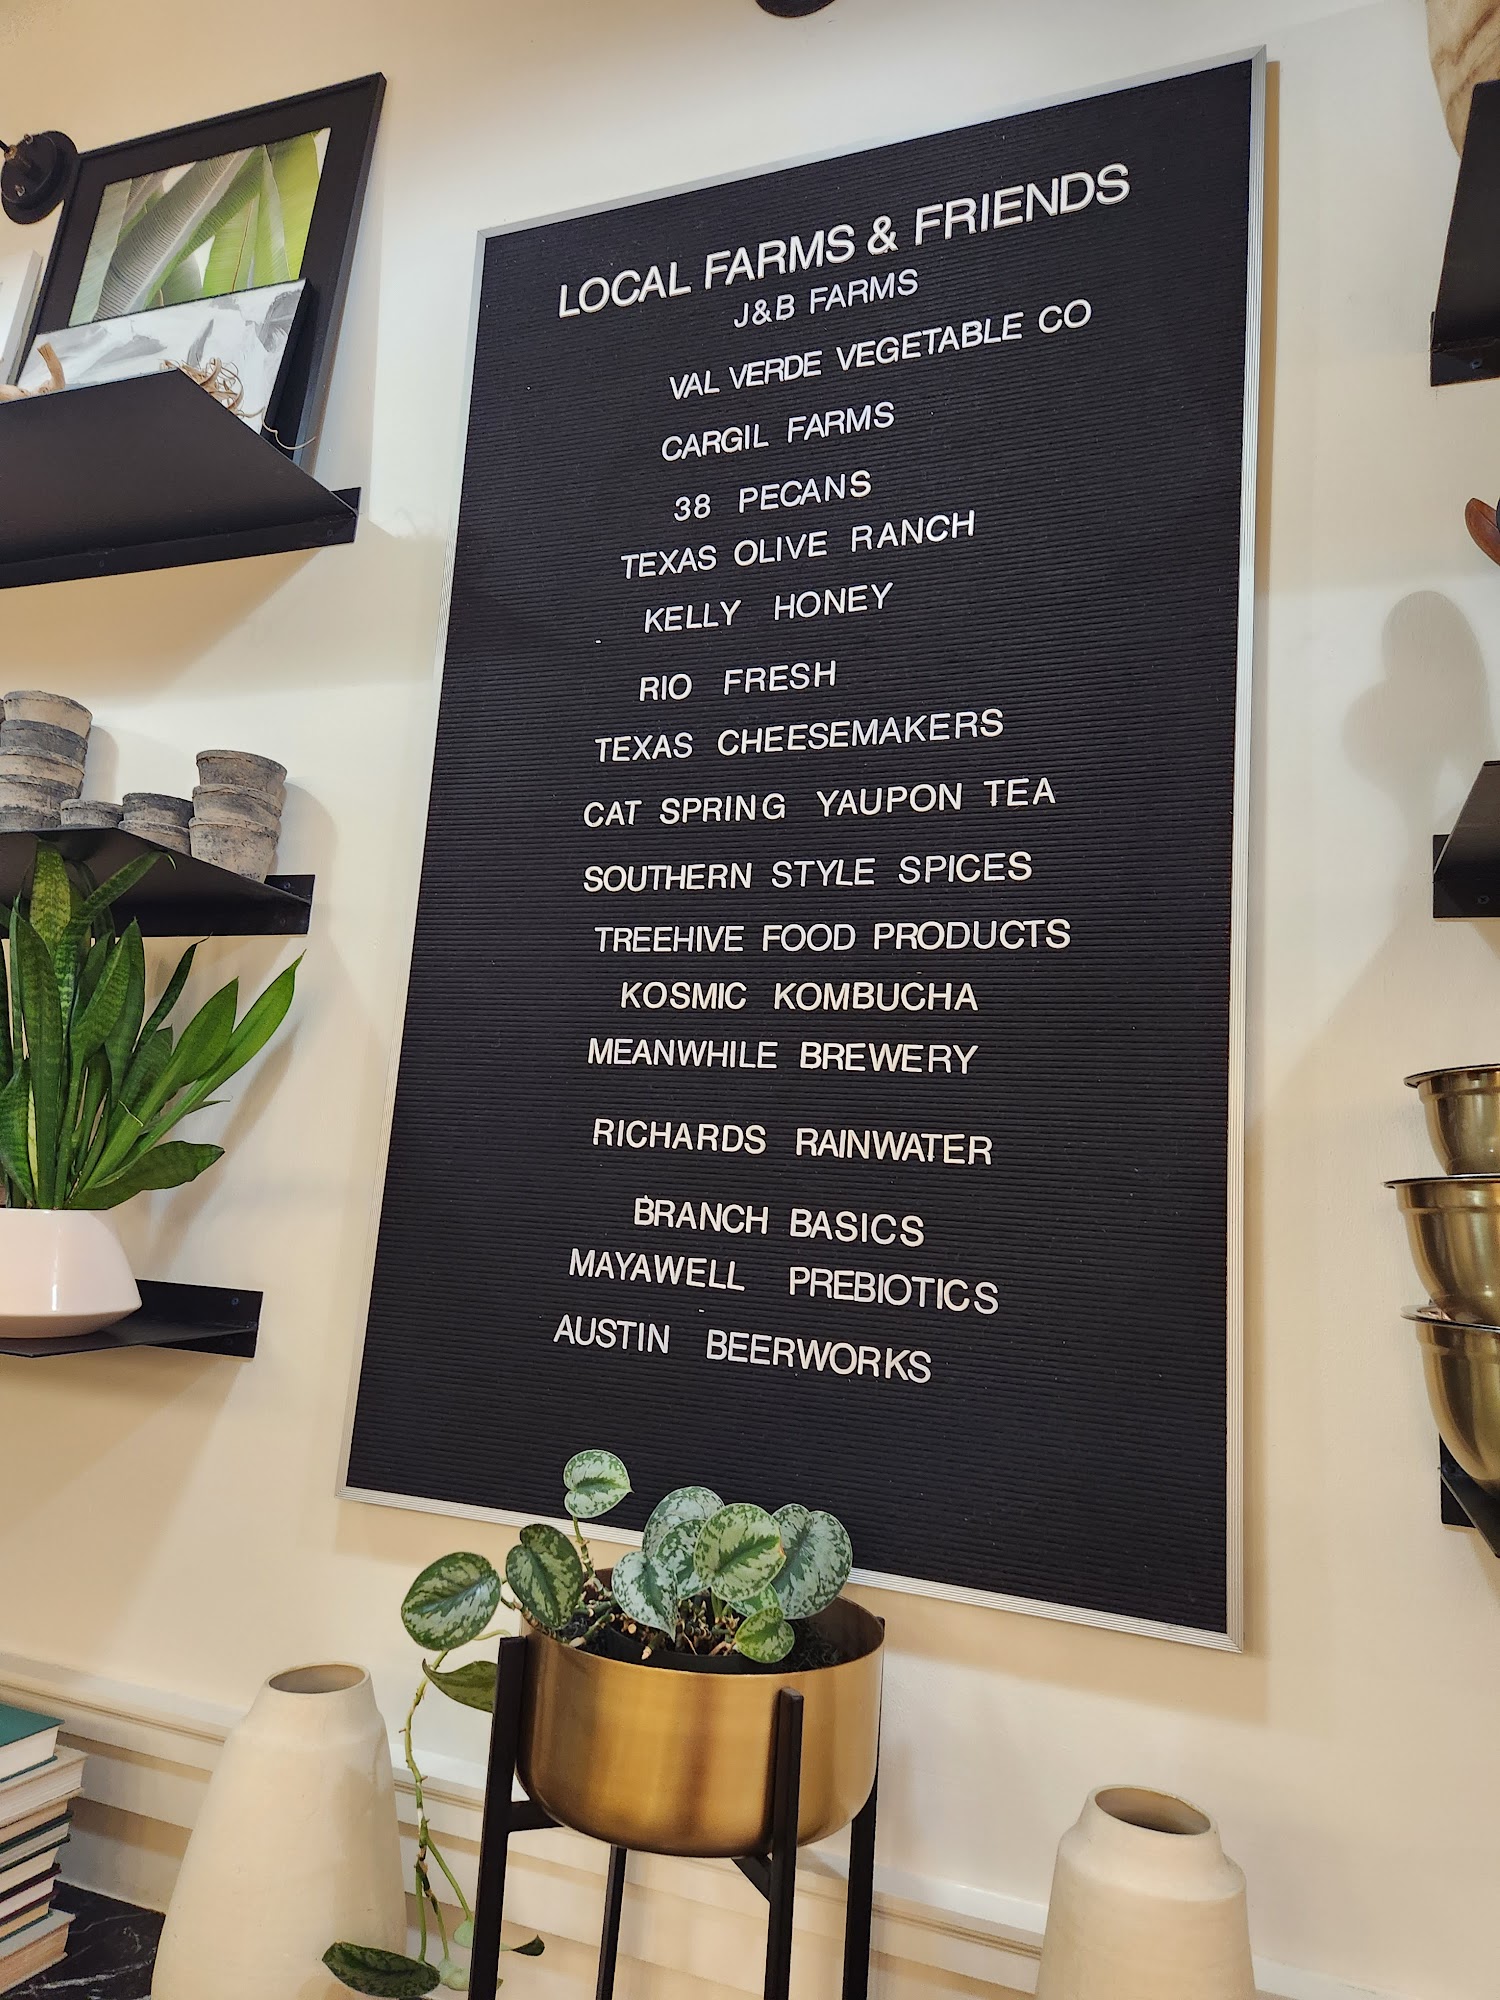 LOCAL FARMS & FRIENDS
J&B FARMS
VAL VERDE VEGETABLE CO
CARGIL FARMS
38 PECANS
TEXAS OLIVE RANCH
KELLY HONEY
RIO FRESH
TEXAS CHEESEMAKERS
CAT SPRING YAUPON TEA
SOUTHERN STYLE SPICES
TREEHIVE FOOD PRODUCTS
KOSMIC KOMBUCHA
MEANWHILE BREWERY
RICHARDS RAINWATER
BRANCH BASICS
MAYAWELL PREBIOTICS
AUSTIN BEERWORKS